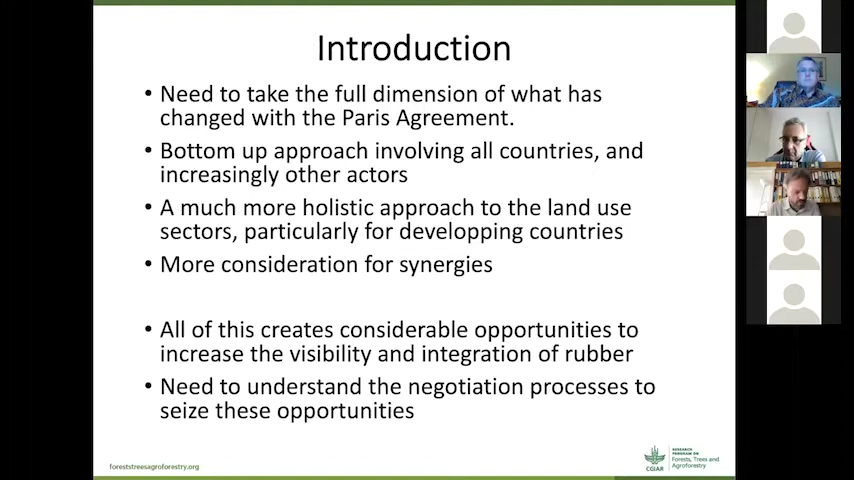 Introduction
• Need to take the full dimension of what has
changed with the Paris Agreement.
• Bottom up approach involving all countries, and
increasingly other actors
• A much more holistic approach to the land use
sectors, particularly for developping countries
• More consideration for synergies
• All of this creates considerable opportunities to
increase the visibility and integration of rubber
• Need to understand the negotiation processes to
seize these opportunities
foreststreesagroforestry.org
CGIAR
RESEARCH
PROGRAM ON
Forests, Trees and
Agroforestry